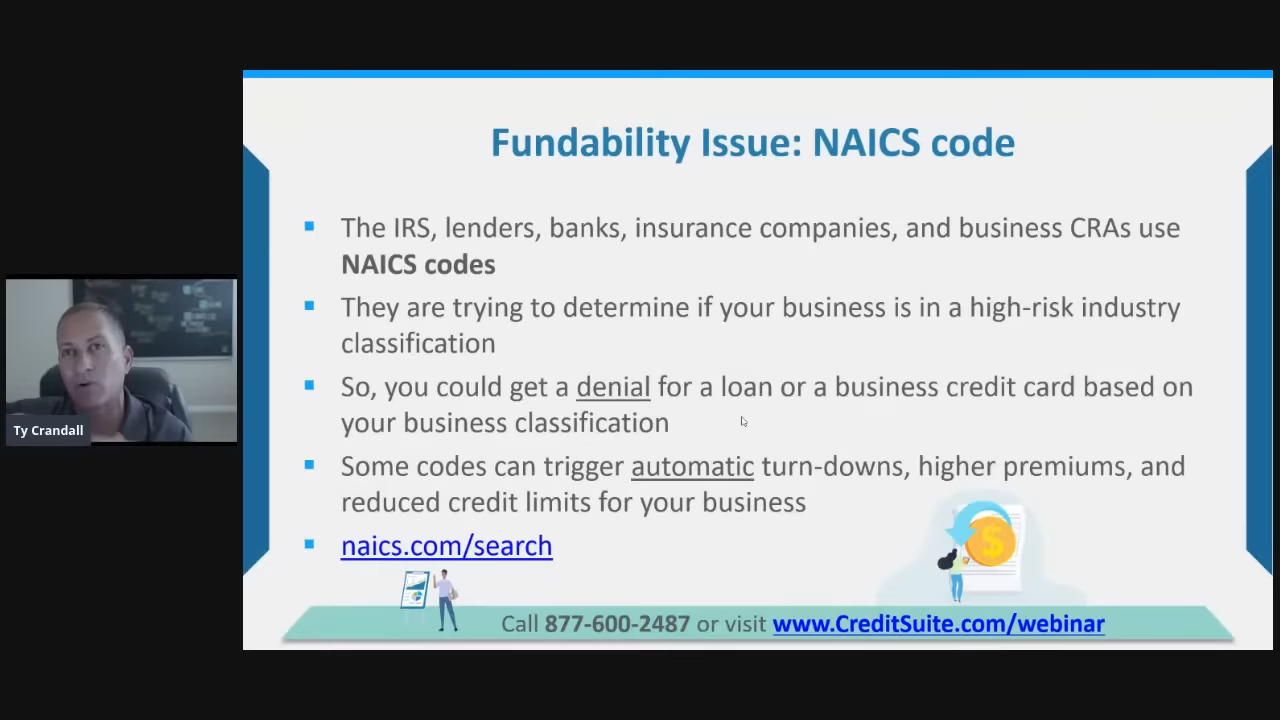 Fundability Issue: NAICS code
The IRS, lenders, banks, insurance companies, and business CRAs use
NAICS codes
They are trying to determine if your business is in a high-risk industry
classification
So, you could get a denial for a loan or a business credit card based on
your business classification
Some codes can trigger automatic turn-downs, higher premiums, and
reduced credit limits for your business
naics.com/search
Call 877-600-2487 or visit www.CreditSuite.com/webinar
Ty Crandall